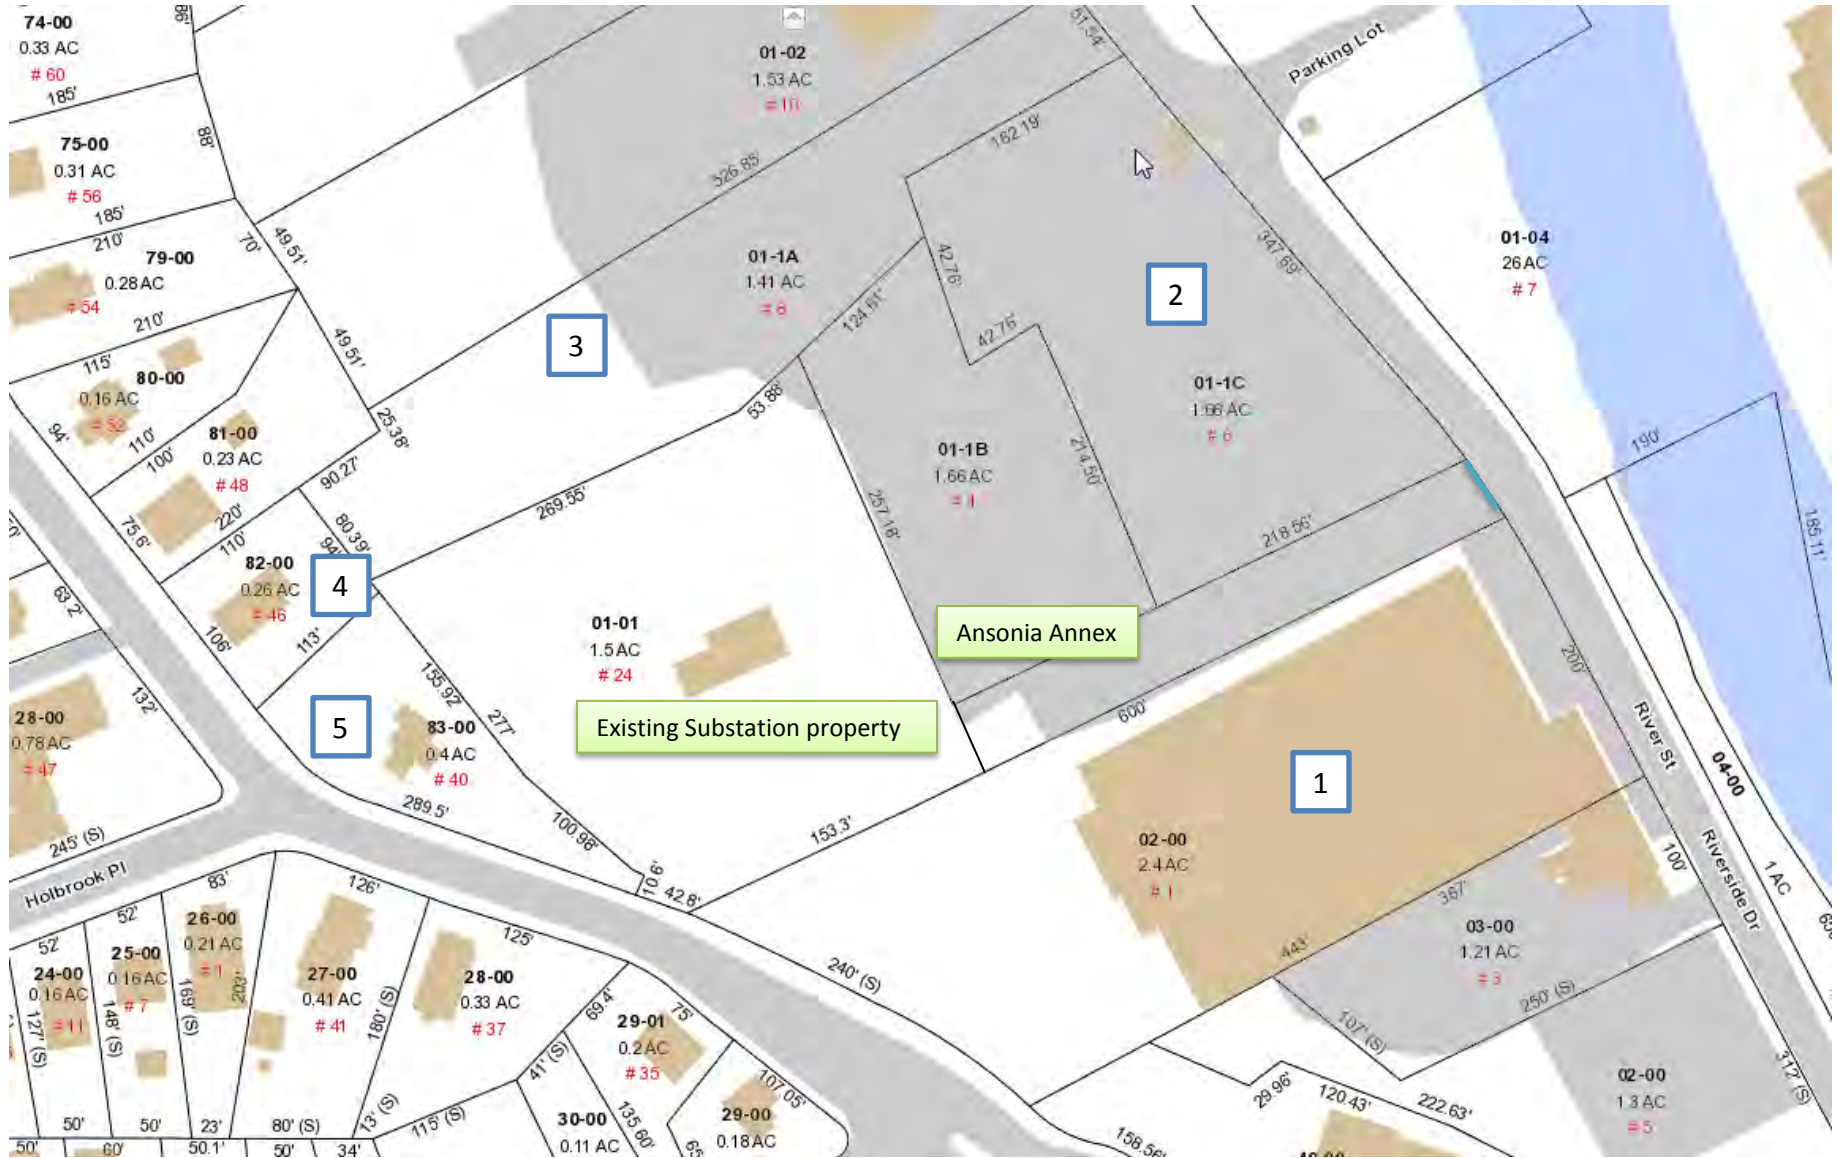 74-00
0.33 AC
# 60
185'
86'
88'
75-00
0.31 AC
# 56
185'
210'
70'
49.51'
79-00
0.28 AC
# 54
210'
49.51'
115'
80-00
0.16 AC
# 52
94'
110'
100'
81-00
0.23 AC
# 48
25.38'
90.27'
220'
110'
75.6'
80.39'
94'
82-00
0.26 AC
# 46
4
113'
106'
63.2'
132'
28-00
0.78 AC
# 47
245' (S)
Holbrook Pl
5
83-00
0.4 AC
# 40
155.92'
277'
289.5'
100.98'
10.6'
42.8'
01-02
1.53 AC
# 10
51.54'
526.85'
162.19'
Parking Lot
01-1A
1.41 AC
# 8
3
124.61'
53.88'
42.76'
42.76'
2
347.69'
01-1C
1.66 AC
# 6
01-1B
1.66 AC
# 1
214.50'
257.18'
218.56'
269.55'
01-01
1.5 AC
# 24
Ansonia Annex
Existing Substation property
600'
153.3'
01-04
26 AC
# 7
190'
185.11'
200'
River St
04-00
1 AC
Riverside Dr
100'
1
02-00
2.4 AC
# 1
367'
443'
03-00
1.21 AC
# 3
250' (S)
107' (S)
240' (S)
312' (S)
02-00
1.3 AC
# 5
29.96'
120.43'
222.63'
158.56'
83'
52'
52'
126'
125'
24-00
0.16 AC
# 11
127' (S)
25-00
0.16 AC
# 7
148' (S)
26-00
0.21 AC
# 1
169' (S)
203'
27-00
0.41 AC
# 41
180' (S)
28-00
0.33 AC
# 37
69.4'
75'
29-01
0.2 AC
# 35
41' (S)
107.05'
135.60'
29-00
0.18 AC
30-00
0.11 AC
115' (S)
13' (S)
50'
50'
23'
80' (S)
50'
60'
50.1'
50'
34'